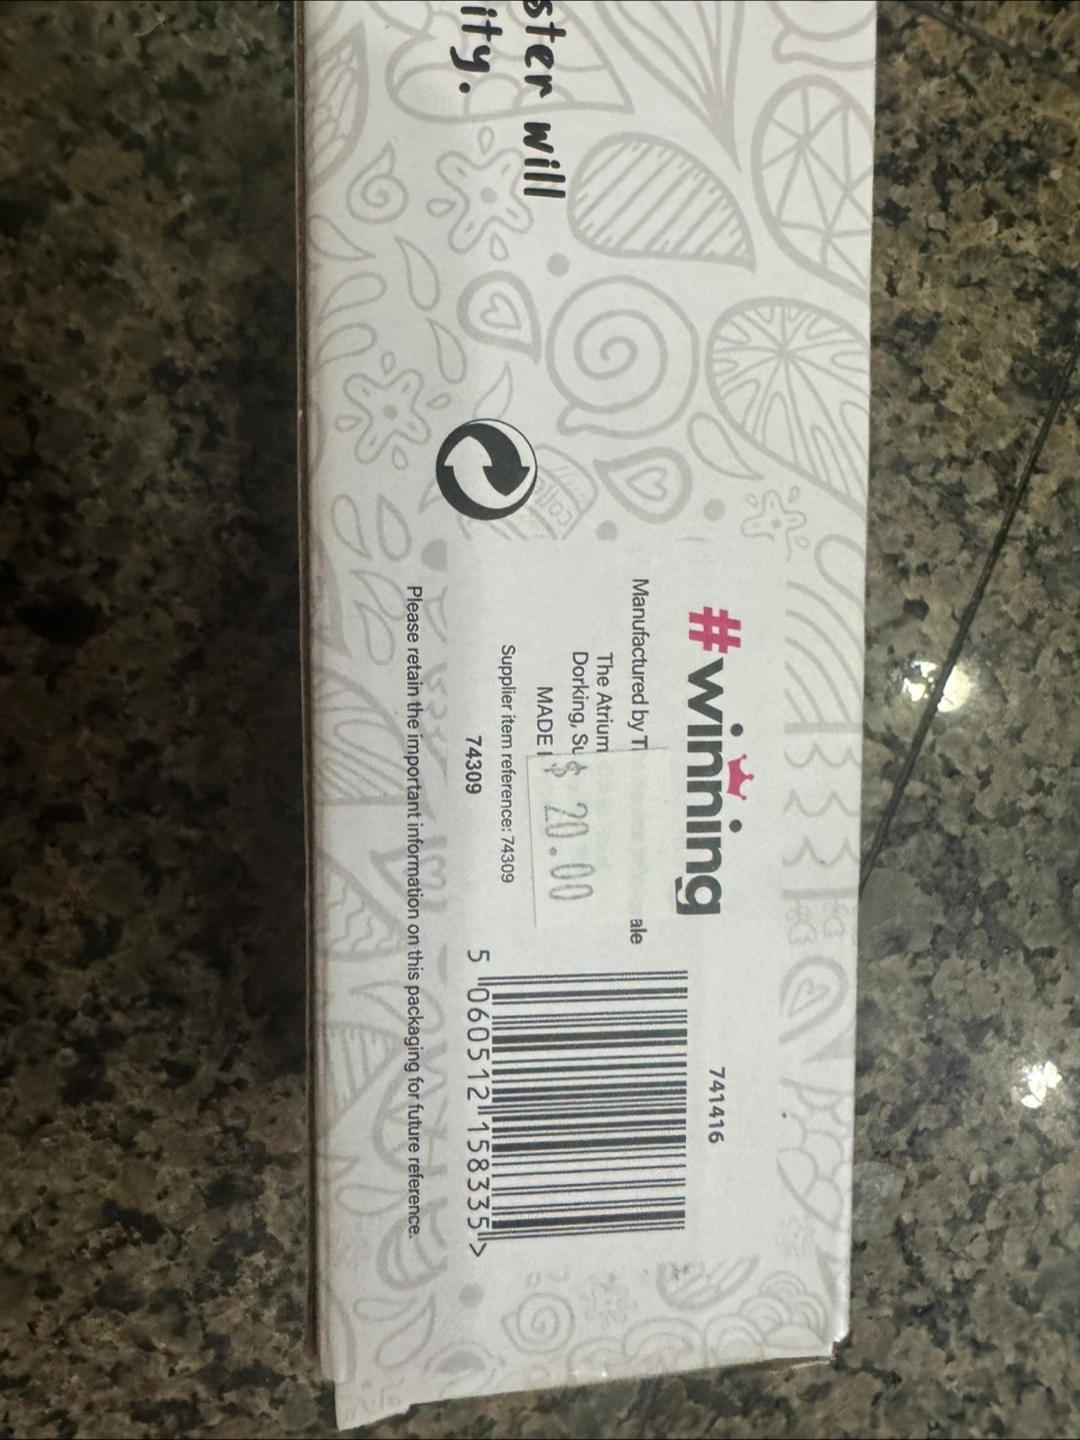 ster will
ity.
#winning
Manufactured by
ale
The Atrium
Dorking,
MADE
$ 20.00
Supplier item reference: 74309
74309
741416
5 060512 158335 >
Please retain the important information on this packaging for future reference.